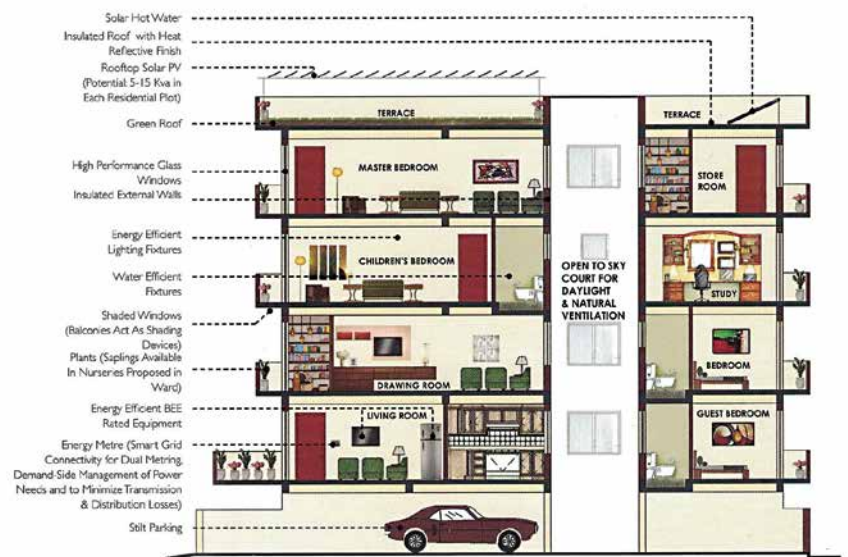 Solar Hot Water
Insulated Roof with Heat
Reflective Finish
Rooftop Solar PV
(Potential: 5-15 Kva in
Each Residential Plot)
Green Roof
High Performance Glass
Windows
Insulated External Walls
Energy Efficient
Lighting Fixtures
Water Efficient
Fixtures
Shaded Windows
(Balconies Act As Shading
Devices)
Plants (Saplings Available
In Nurseries Proposed in
Ward)
Energy Efficient BEE
Rated Equipment
Energy Metre (Smart Grid
Connectivity for Dual Metring,
Demand-Side Management of Power
Needs and to Minimize Transmission
& Distribution Losses)
Stilt Parking
TERRACE
MASTER BEDROOM
CHILDREN'S BEDROOM
DRAWING ROOM
LIVING ROOM
OPEN TO SKY
COURT FOR
DAYLIGHT
& NATURAL
VENTILATION
TERRACE
STORE
ROOM
STUDY
BEDROOM
GUEST BEDROOM